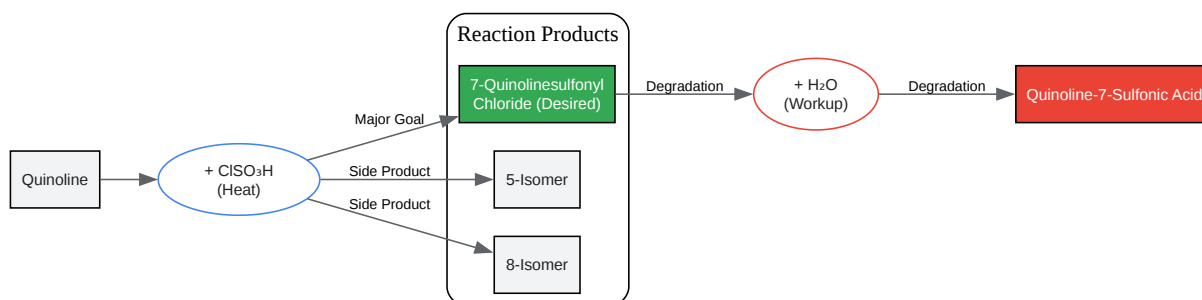 Reaction Products
7-Quinolinesulfonyl
Chloride (Desired)
Degradation
+ H₂O
(Workup)
Degradation
Quinoline-7-Sulfonic Acid
Major Goal
Quinoline
+ ClSO₃H
(Heat)
Side Product
5-Isomer
Side Product
8-Isomer